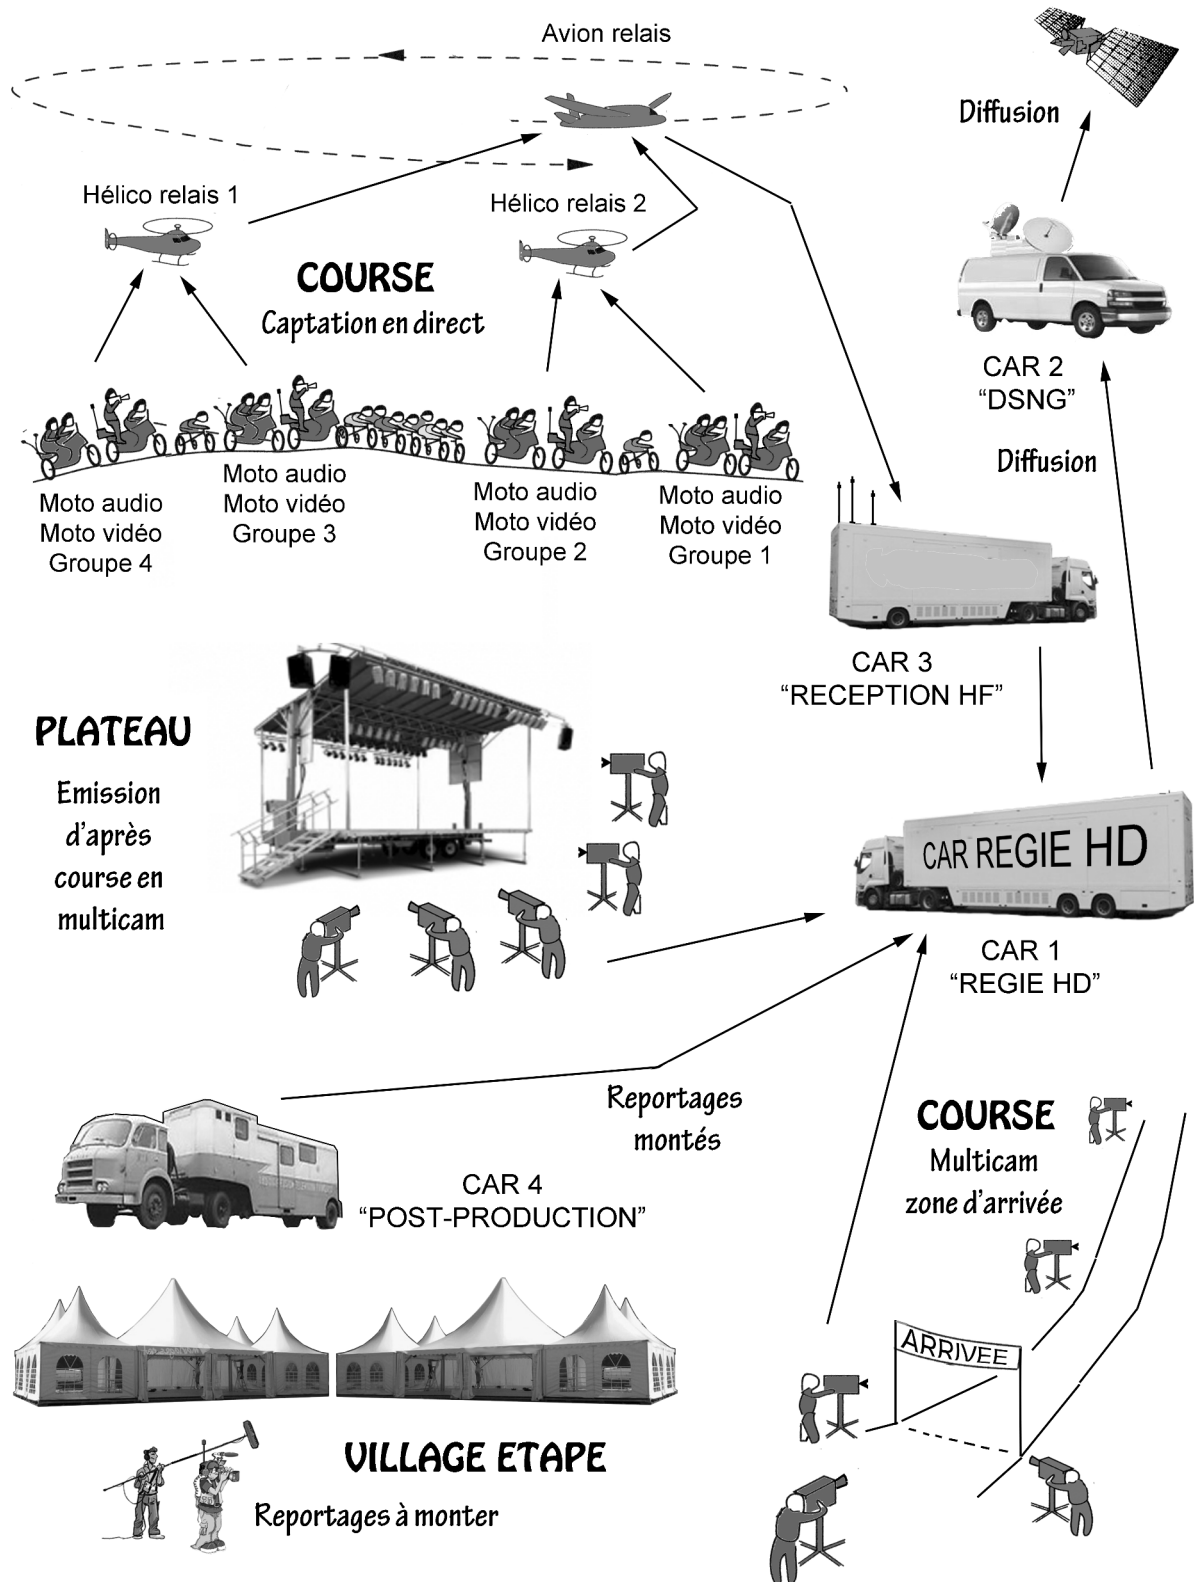 Avion relais
Diffusion
Hélico relais 1
Hélico relais 2
COURSE
Captation en direct
CAR 2
“DSNG”
Diffusion
Moto audio
Moto vidéo
Groupe 4
Moto audio
Moto vidéo
Groupe 3
Moto audio
Moto vidéo
Groupe 2
Moto audio
Moto vidéo
Groupe 1
CAR 3
“RECEPTION HF”
PLATEAU
Emission
d’après
course en
multicam
CAR REGIE HD
CAR 1
“REGIE HD”
Reportages
montés
CAR 4
“POST-PRODUCTION”
COURSE
Multicam
zone d’arrivée
ARRIVEE
VILLAGE ETAPE
Reportages à monter